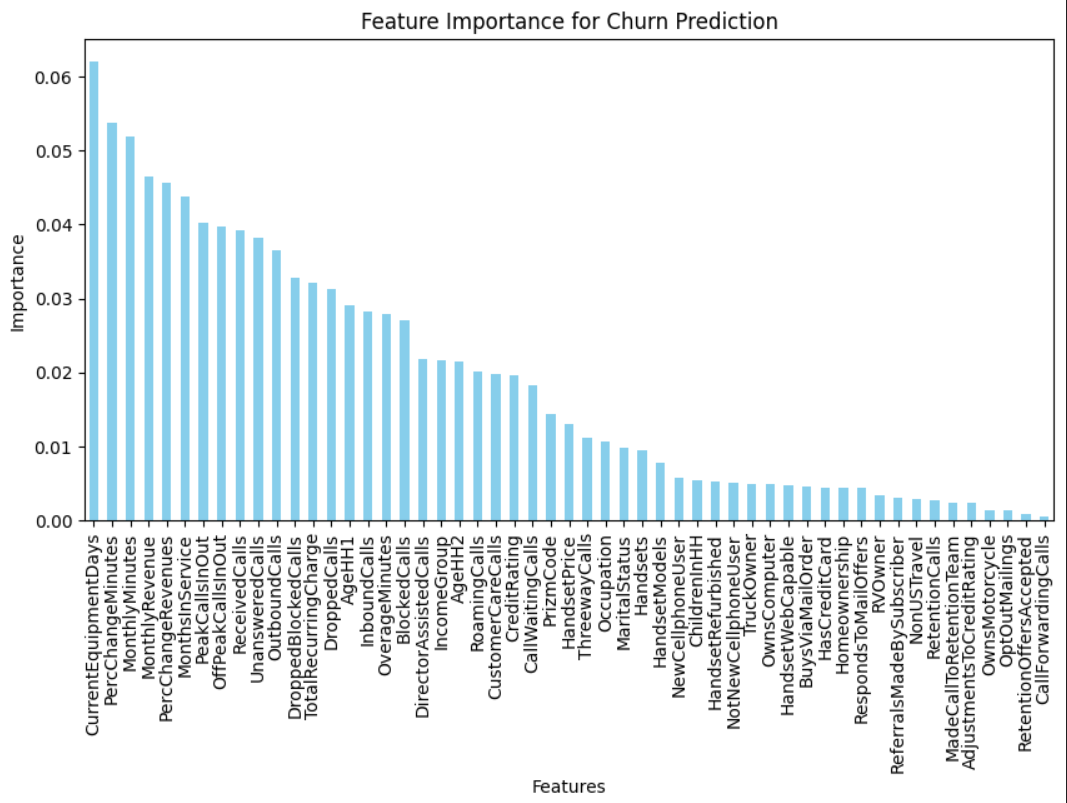 Feature Importance for Churn Prediction
Importance
0.06
0.05
0.04
0.03
0.02
0.01
0.00
CurrentEquipmentDays
PercChangeMinutes
MonthlyMinutes
MonthlyRevenue
PercChangeRevenues
MonthsInService
PeakCallsInOut
OffPeakCallsInOut
ReceivedCalls
UnansweredCalls
OutboundCalls
DroppedBlockedCalls
TotalRecurringCharge
DroppedCalls
AgeHH1
InboundCalls
OverageMinutes
BlockedCalls
DirectorAssistedCalls
IncomeGroup
AgeHH2
RoamingCalls
CustomerCareCalls
CreditRating
CallWaitingCalls
PrizmCode
HandsetPrice
ThreewayCalls
Occupation
MaritalStatus
Handsets
HandsetModels
NewCellphoneUser
ChildrenInHH
HandsetRefurbished
NotNewCellphoneUser
TruckOwner
OwnsComputer
HandsetWebCapable
BuysViaMailOrder
HasCreditCard
Homeownership
RespondsToMailOffers
RVOwner
ReferralsMadeBySubscriber
NonUSTravel
RetentionCalls
MadeCallToRetentionTeam
AdjustmentsToCreditRating
OwnsMotorcycle
OptOutMailings
RetentionOffersAccepted
CallForwardingCalls
Features